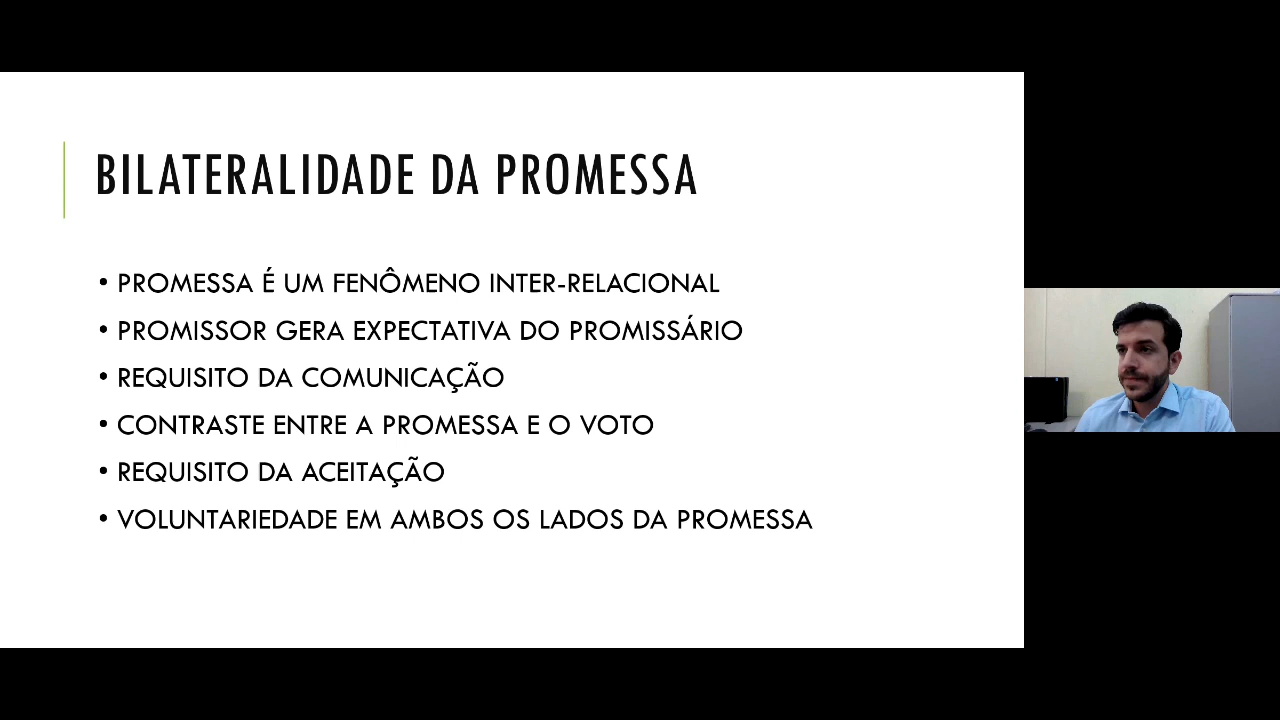 BILATERALIDADE DA PROMESSA
• PROMESSA É UM FENÔMENO INTER-RELACIONAL
• PROMISSOR GERA EXPECTATIVA DO PROMISSÁRIO
• REQUISITO DA COMUNICAÇÃO
• CONTRASTE ENTRE A PROMESSA E O VOTO
• REQUISITO DA ACEITAÇÃO
• VOLUNTARIEDADE EM AMBOS OS LADOS DA PROMESSA